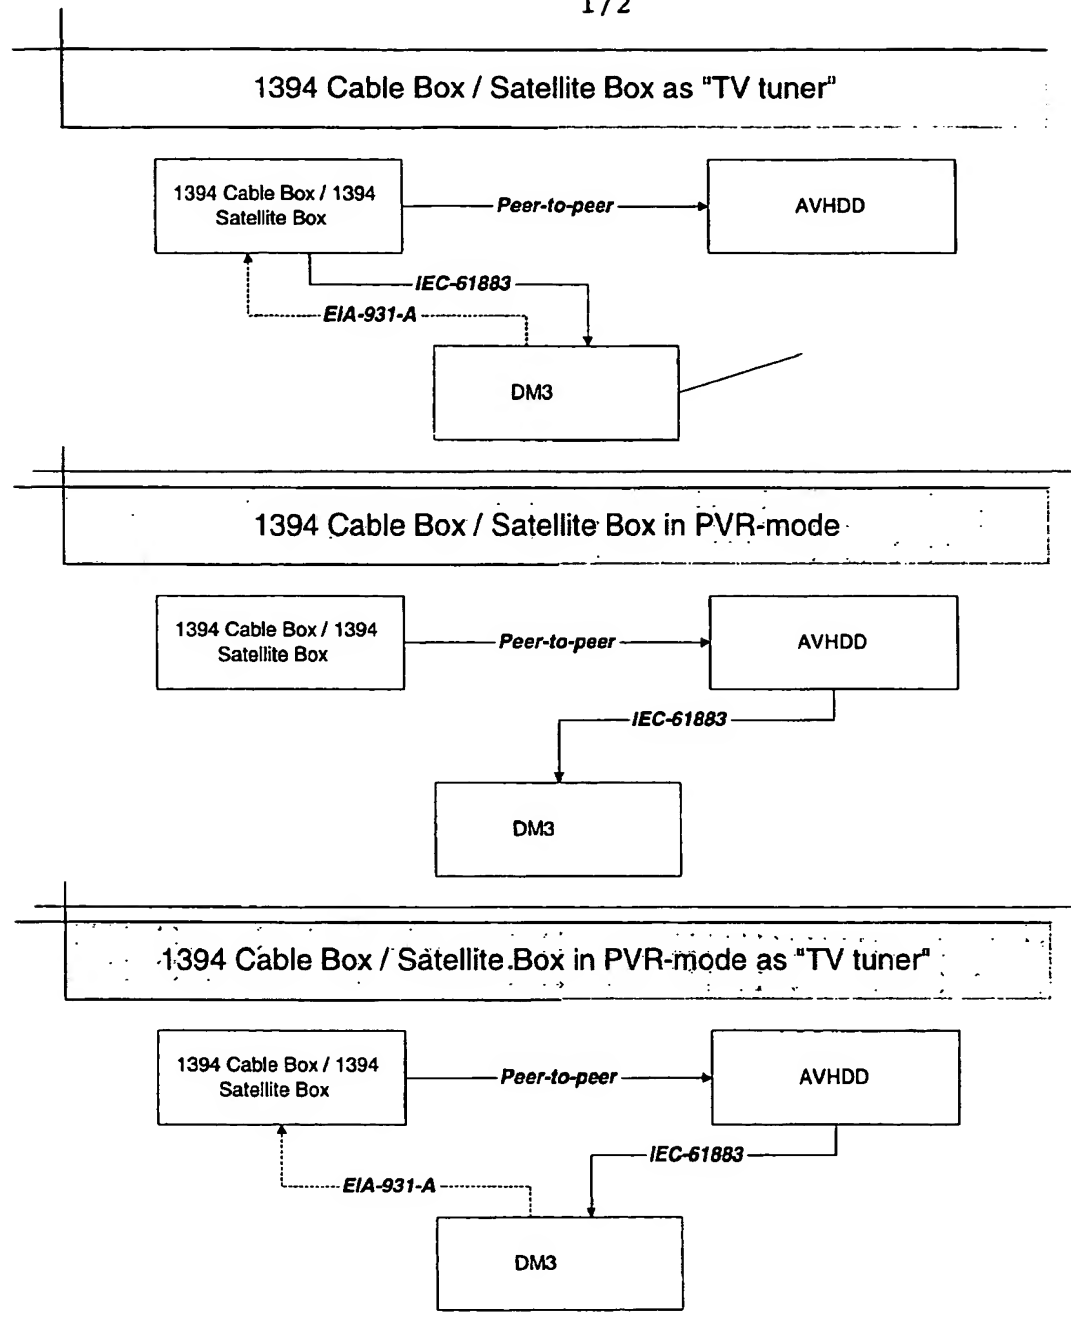 1/2
1394 Cable Box / Satellite Box as "TV tuner"
1394 Cable Box / 1394
Satellite Box
Peer-to-peer
AVHDD
IEC-61883
EIA-931-A
DM3
1394 Cable Box / Satellite Box in PVR-mode
1394 Cable Box / 1394
Satellite Box
Peer-to-peer
AVHDD
IEC-61883
DM3
1394 Cable Box / Satellite Box in PVR-mode as "TV tuner"
1394 Cable Box / 1394
Satellite Box
Peer-to-peer
AVHDD
IEC-61883
EIA-931-A
DM3